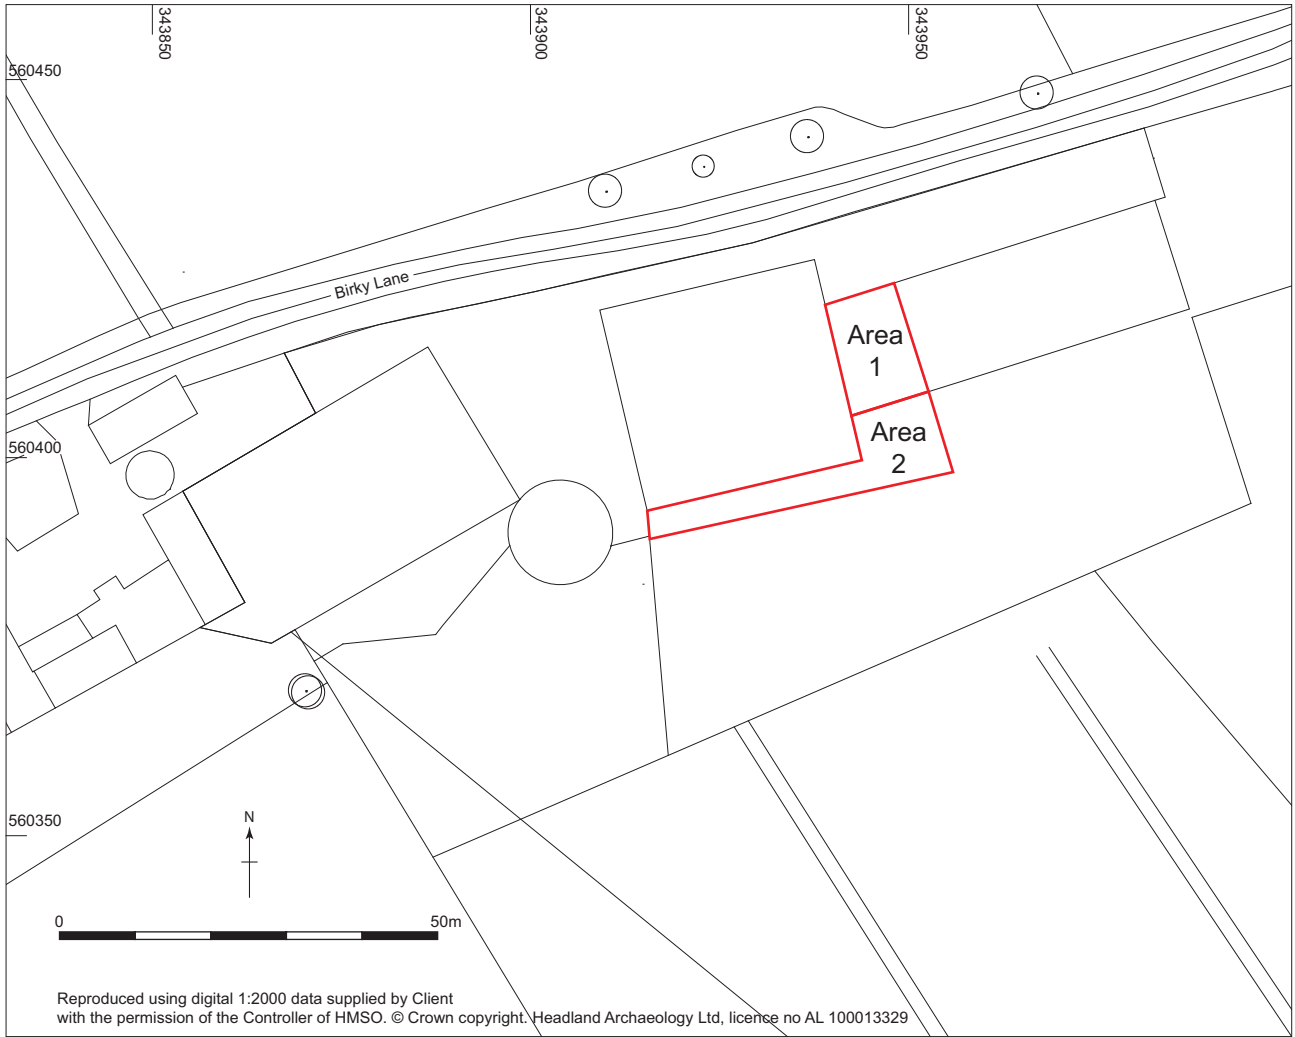 343850
343900
343950
560450
Birky Lane
Area
1
Area
2
560400
560350
N
0
50m
Reproduced using digital 1:2000 data supplied by Client
with the permission of the Controller of HMSO. © Crown copyright. Headland Archaeology Ltd, licence no AL 100013329